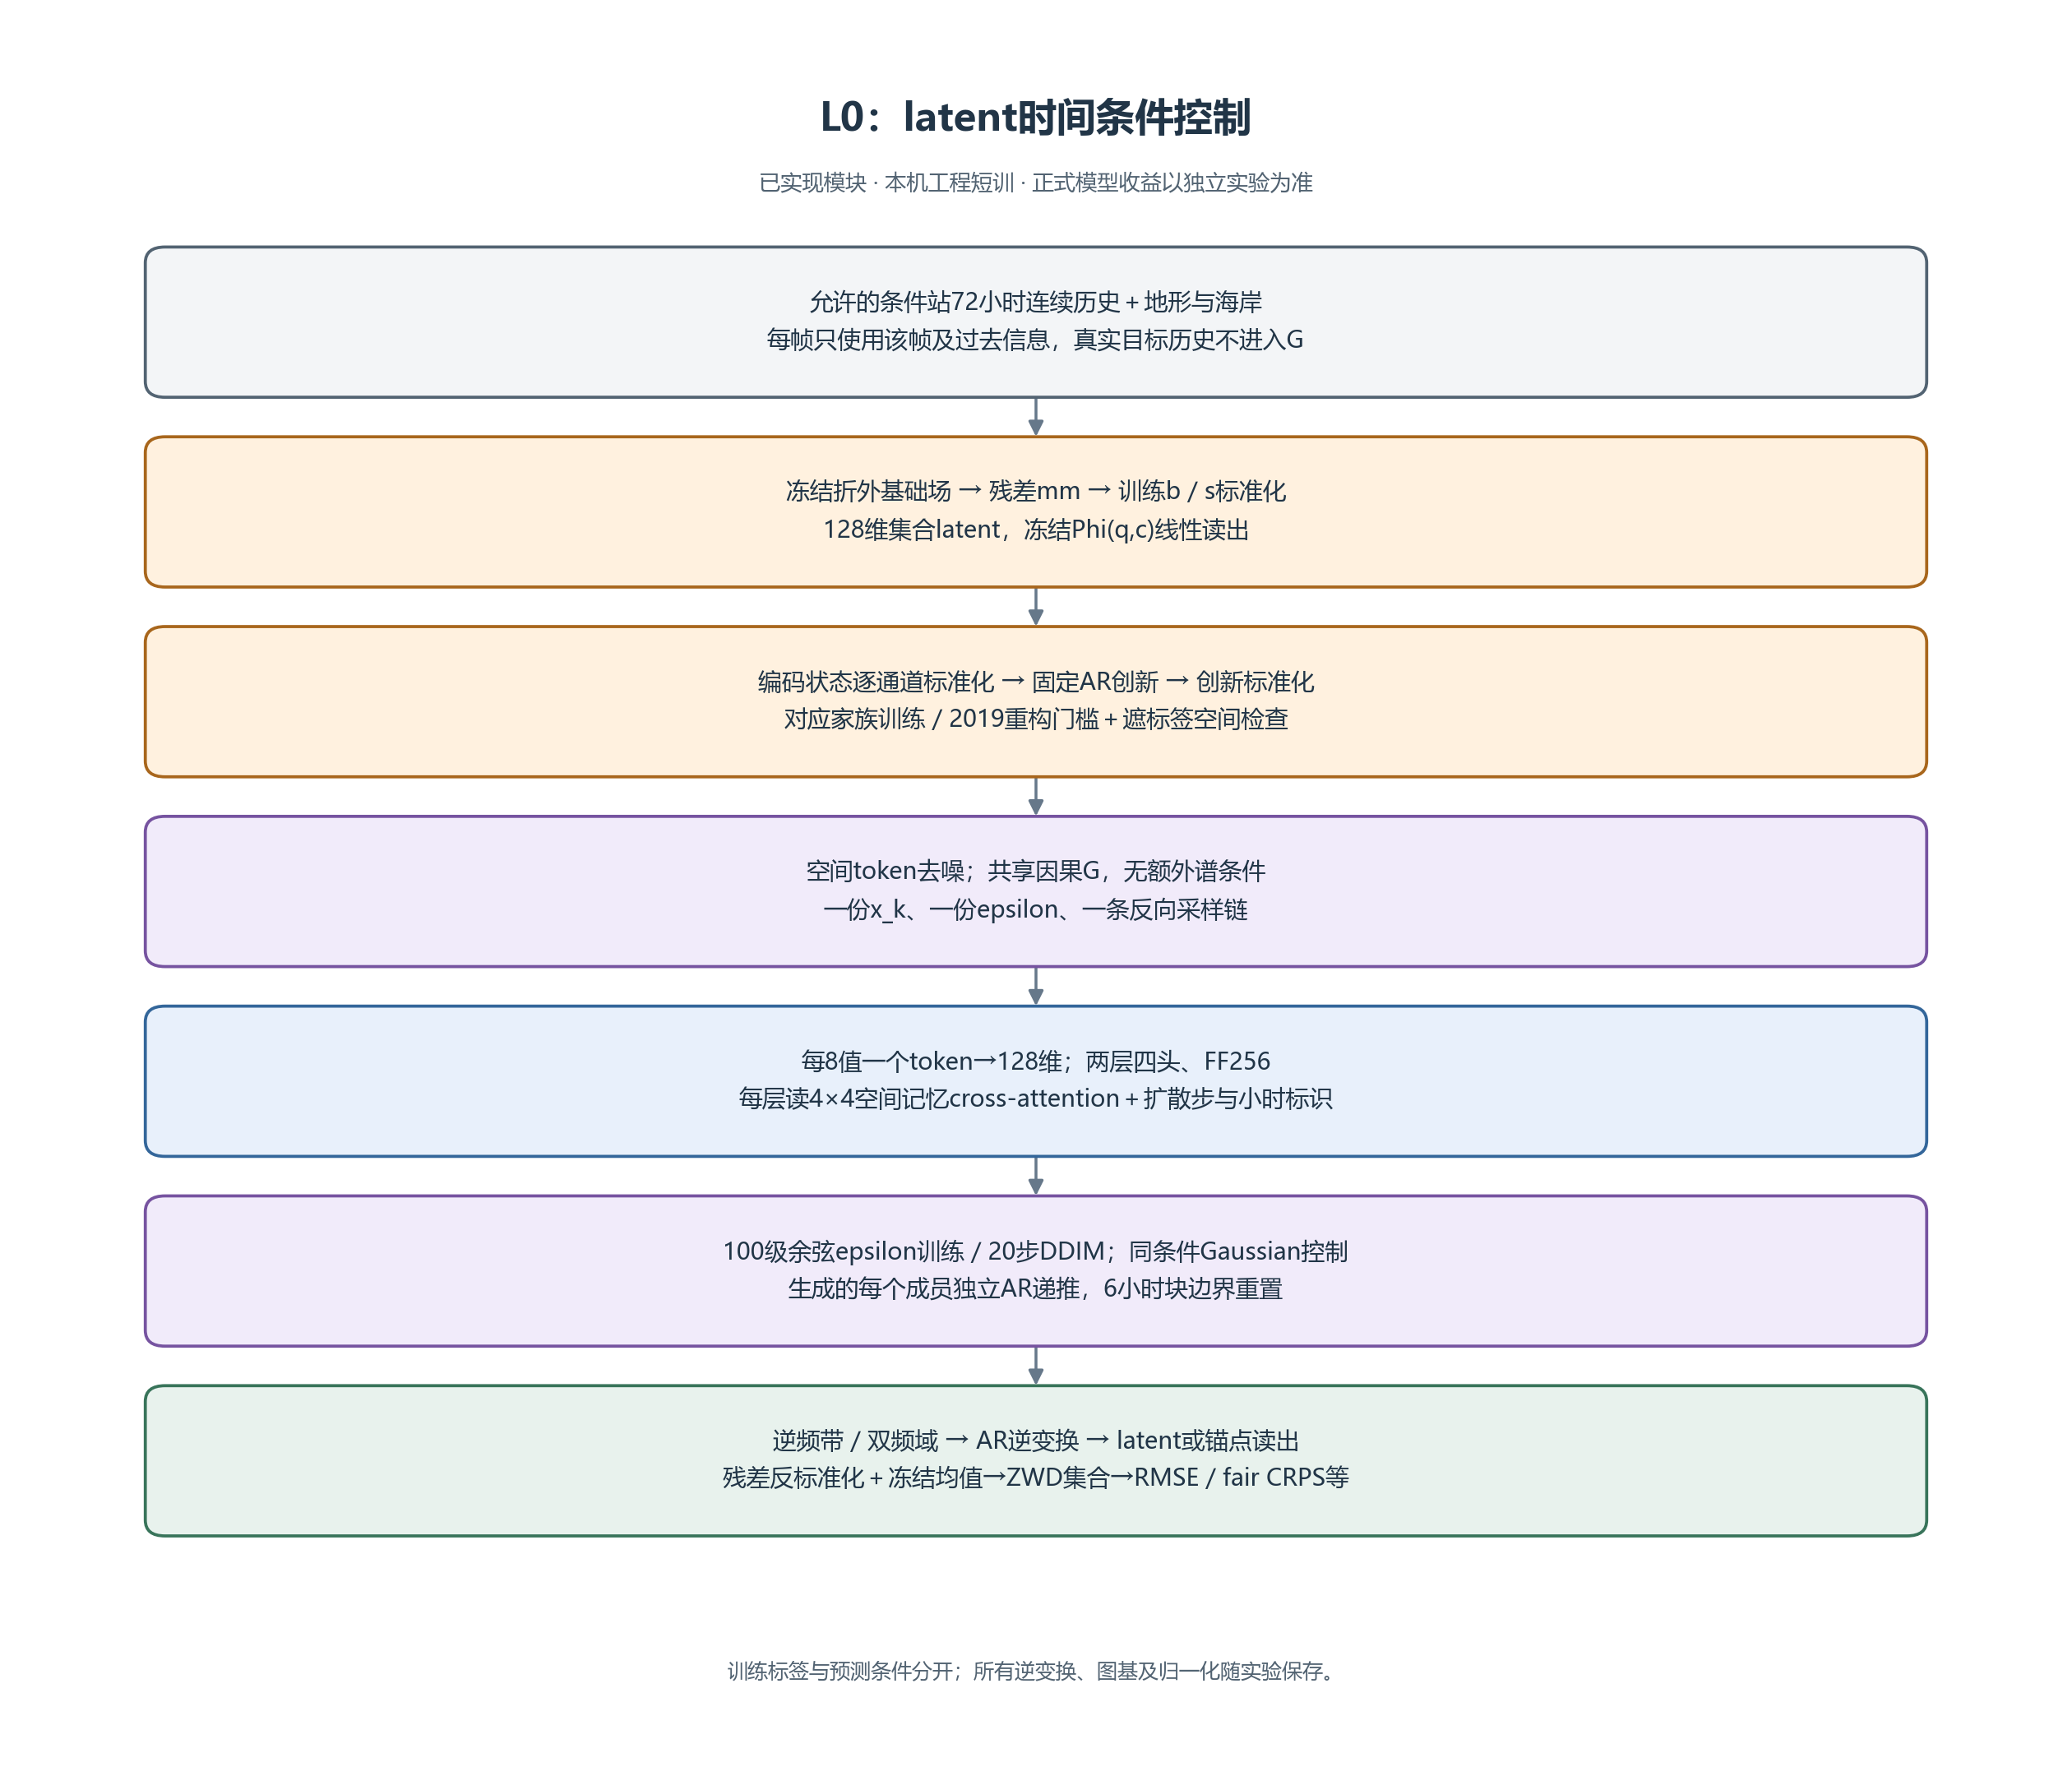 L0：latent时间条件控制
已实现模块 · 本机工程短训 · 正式模型收益以独立实验为准
允许的条件站72小时连续历史＋地形与海岸
每帧只使用该帧及过去信息，真实目标历史不进入G
冻结折外基础场 → 残差mm → 训练b / s标准化
128维集合latent，冻结Phi(q,c)线性读出
编码状态逐通道标准化 → 固定AR创新 → 创新标准化
对应家族训练 / 2019重构门槛＋遮标签空间检查
空间token去噪；共享因果G，无额外谱条件
一份x_k、一份epsilon、一条反向采样链
每8值一个token→128维；两层四头、FF256
每层读4×4空间记忆cross-attention＋扩散步与小时标识
100级余弦epsilon训练 / 20步DDIM；同条件Gaussian控制
生成的每个成员独立AR递推，6小时块边界重置
逆频带 / 双频域 → AR逆变换 → latent或锚点读出
残差反标准化＋冻结均值→ZWD集合→RMSE / fair CRPS等
训练标签与预测条件分开；所有逆变换、图基及归一化随实验保存。